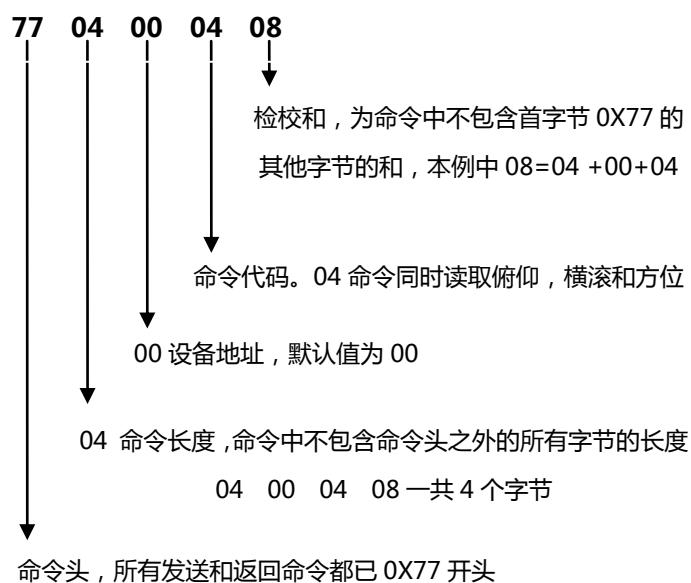 77 04 00 04 08
检校和，为命令中不包含首字节 0X77 的
其他字节的和，本例中 08=04 +00+04
命令代码。04 命令同时读取俯仰，横滚和方位
00 设备地址，默认值为 00
04 命令长度,命令中不包含命令头之外的所有字节的长度
04 00 04 08 一共 4 个字节
命令头，所有发送和返回命令都已 0X77 开头